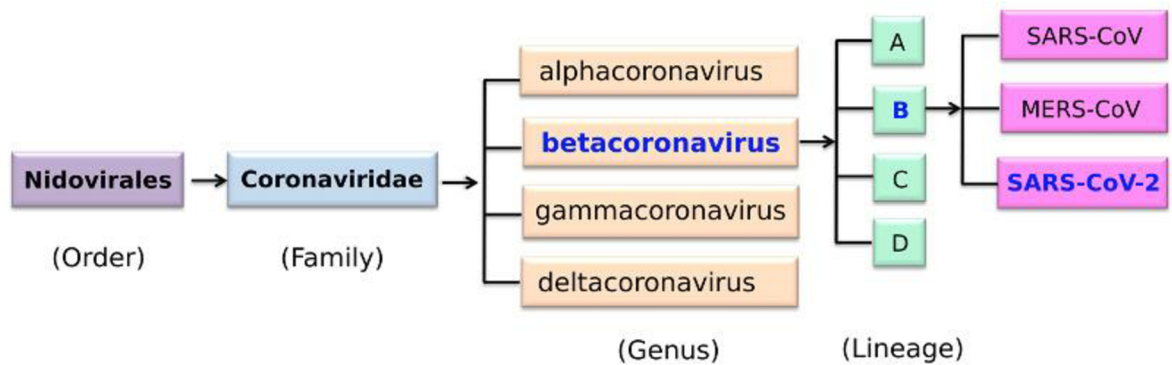 Nidovirales
(Order)
Coronaviridae
(Family)
alphacoronavirus
betacoronavirus
gammacoronavirus
deltacoronavirus
(Genus)
A
B
C
D
(Lineage)
SARS-CoV
MERS-CoV
SARS-CoV-2